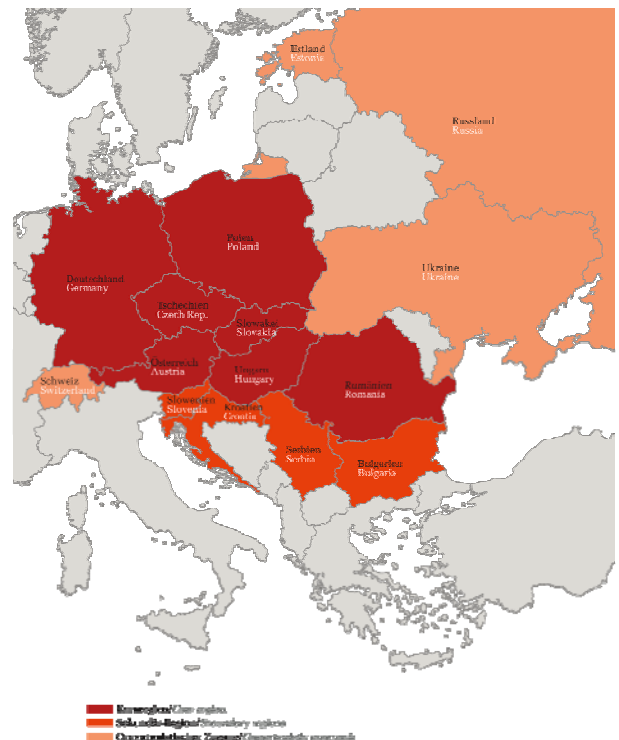 Estland
Estonia
Russland
Russia
Polen
Poland
Ukraine
Ukraine
Deutschland
Germany
Tschechien
Czech Rep.
Slowakei
Slovakia
Österreich
Austria
Ungarn
Hungary
Schweiz
Switzerland
Rumänien
Romania
Slowenien
Slovenia
Kroatien
Croatia
Serbien
Serbia
Bulgarien
Bulgaria
Kernregion/Core region
Sekundär-Region/Secondary region